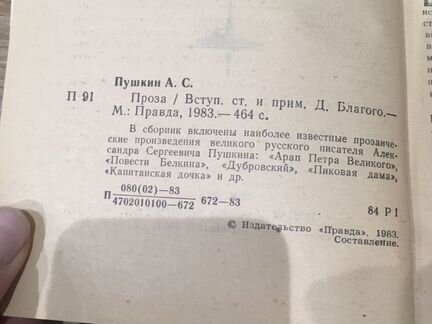 Пушкин А. С.
П 91 Проза / Вступ. ст. и прим. Д. Благого.—
М.: Правда, 1983.— 464 с.
В сборник включены наиболее известные прозаиче-
ские произведения великого русского писателя Алек-
сандра Сергеевича Пушкина: «Арап Петра Великого»,
«Повести Белкина», «Дубровский», «Пиковая дама»,
«Капитанская дочка» и др.
П 080(02)—83
4702010100—672 672—83
84 Р1
© Издательство «Правда», 1983.
Составление.